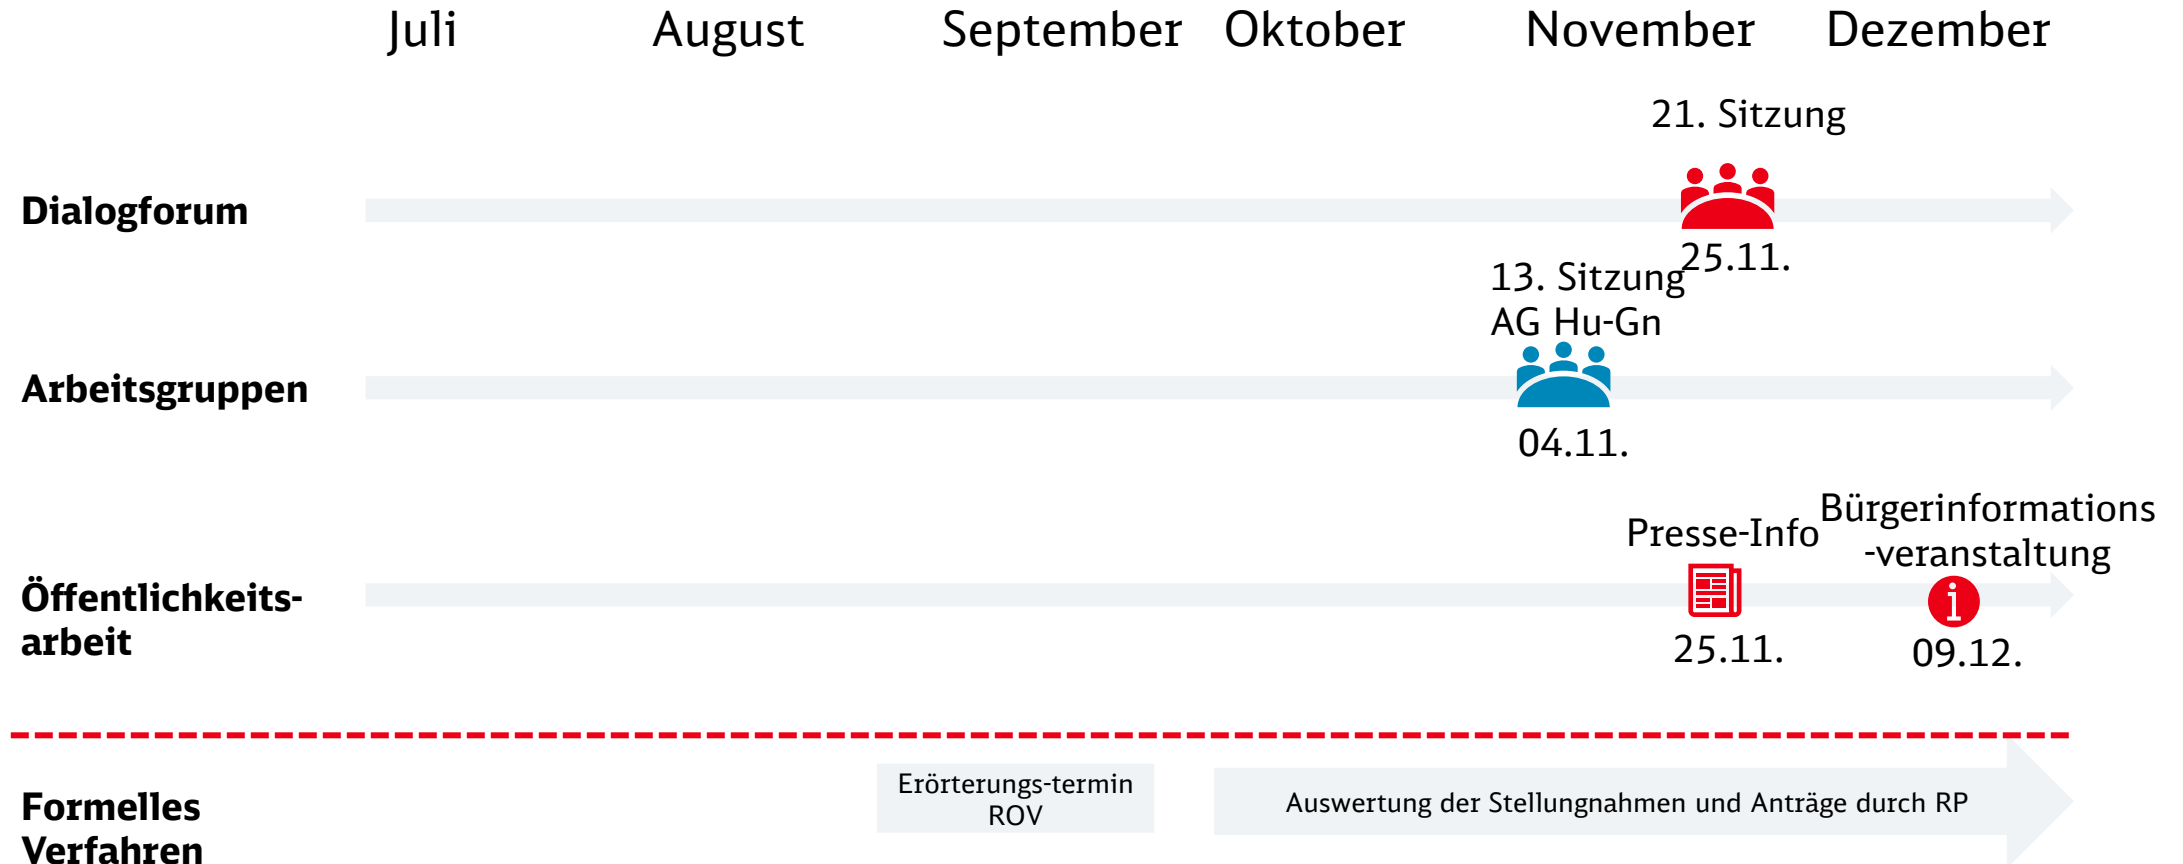 Juli August September Oktober November Dezember
21. Sitzung
Dialogforum
25.11.
13. Sitzung
AG Hu-Gn
Arbeitsgruppen
04.11.
Bürgerinformations
-veranstaltung
Presse-Info
Öffentlichkeits-
arbeit
25.11.
09.12.
Erörterungs-termin
ROV
Auswertung der Stellungnahmen und Anträge durch RP
Formelles
Verfahren